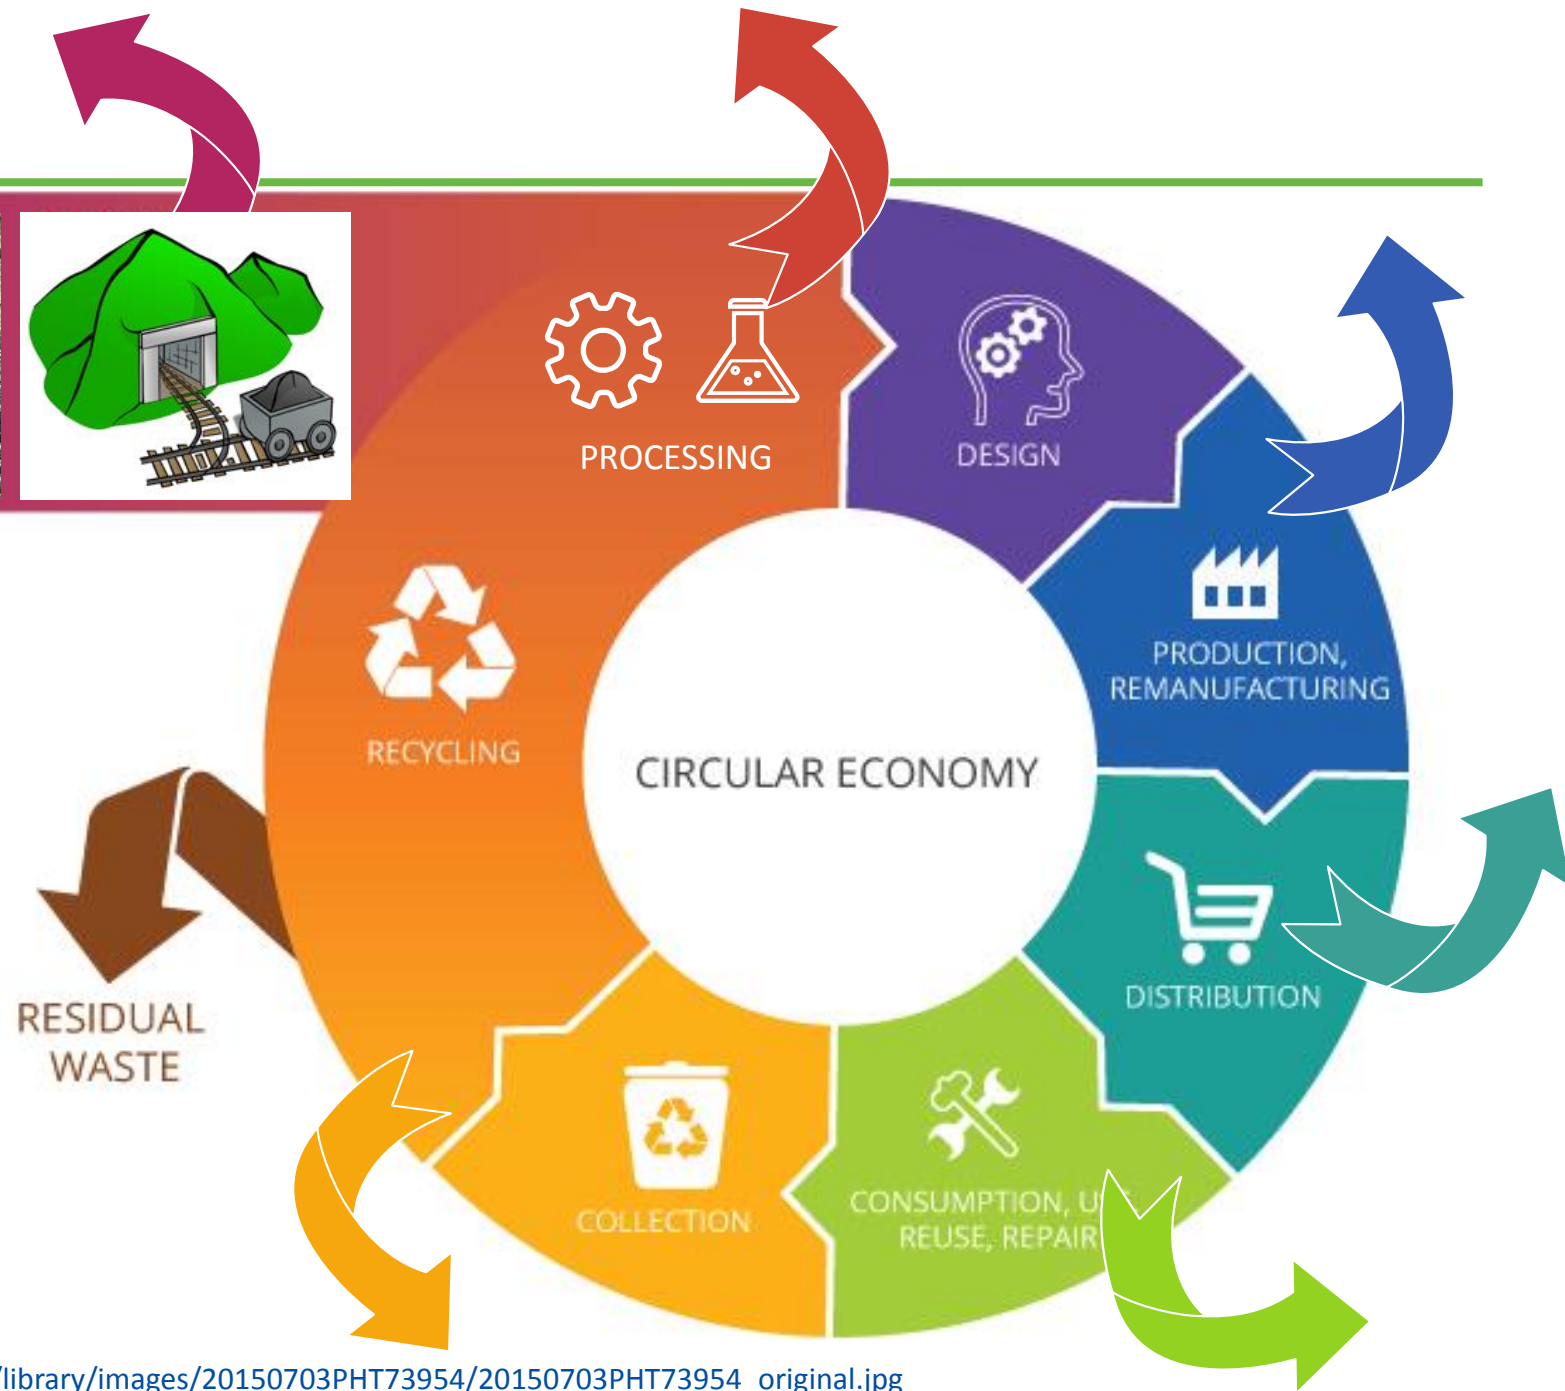 PROCESSING
DESIGN
PRODUCTION,
REMANUFACTURING
RECYCLING
CIRCULAR ECONOMY
DISTRIBUTION
RESIDUAL
WASTE
CONSUMPTION,
REUSE, REPAIR
COLLECTION
/library/images/20150703PHT73954/20150703PHT73954_original.jpg